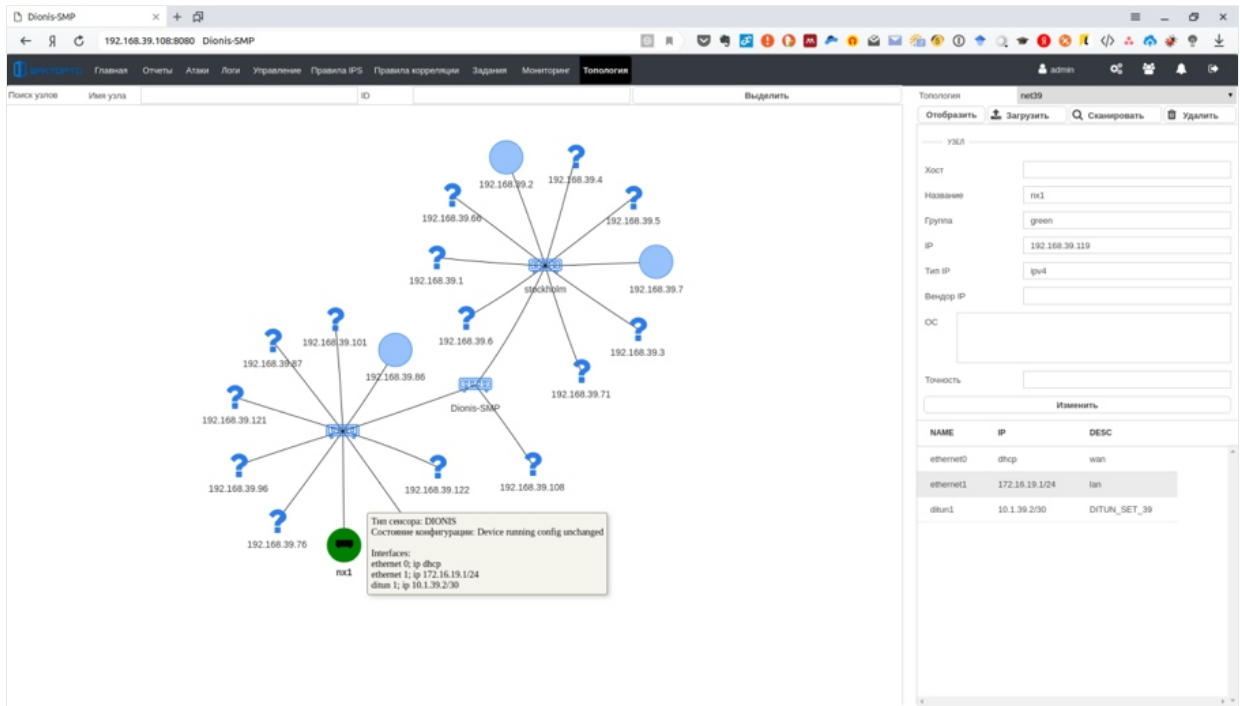 Dionis-SMP
192.168.39.108:8080 Dionis-SMP
ФАКТОР-ТС Главная Отчеты Атаки Логи Управление Правила IPS Правила корреляции Задания Мониторинг Топология admin
Поиск узлов Имя узла ID Выделить
Топология net39
Отобразить Загрузить Сканировать Удалить
УЗЕЛ
Хост
Название nx1
Группа green
IP 192.168.39.119
Тип IP ipv4
Вендор IP
ОС
Точность
Изменить
NAME IP DESC
ethernet0 dhcp wan
ethernet1 172.16.19.1/24 lan
ditun1 10.1.39.2/30 DITUN_SET_39
192.168.39.2
192.168.39.4
192.168.39.66
192.168.39.5
192.168.39.1
stockholm
192.168.39.7
192.168.39.6
192.168.39.3
192.168.39.101
192.168.39.87
192.168.39.86
192.168.39.71
Dionis-SMP
192.168.39.121
192.168.39.96
192.168.39.122
192.168.39.108
192.168.39.76
nx1
Тип сенсора: DIONIS
Состояние конфигурации: Device running config unchanged
Interfaces:
ethernet 0; ip dhcp
ethernet 1; ip 172.16.19.1/24
ditun 1; ip 10.1.39.2/30